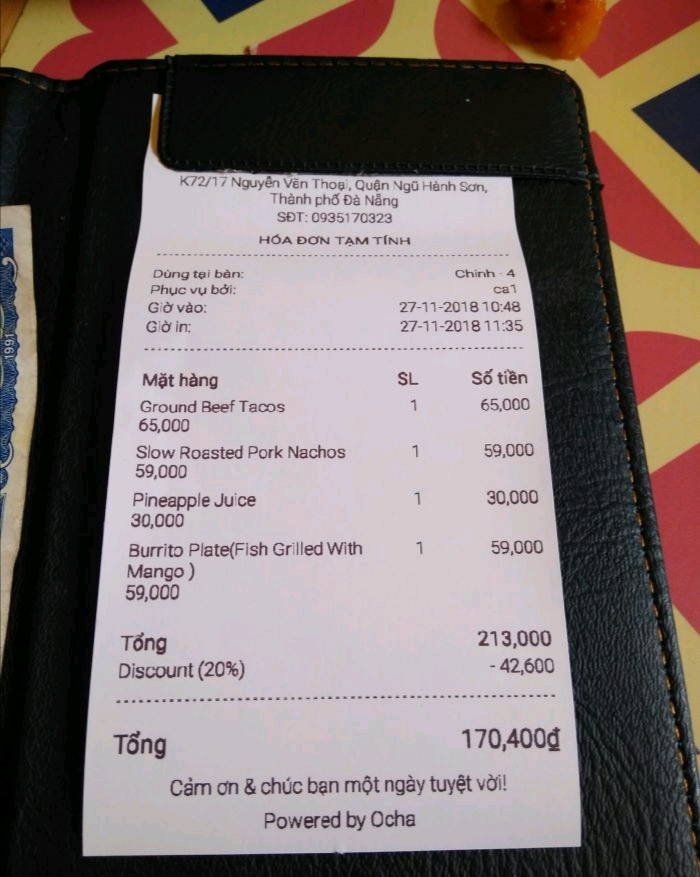 K72/17 Nguyễn Văn Thoại, Quận Ngũ Hành Sơn,
Thành phố Đà Nẵng
SĐT: 0935170323
HÓA ĐƠN TẠM TÍNH
Dùng tại bàn: Chính - 4
Phục vụ bởi: ca1
Giờ vào: 27-11-2018 10:48
Giờ in: 27-11-2018 11:35
Mặt hàng SL Số tiền
Ground Beef Tacos 1 65,000
65,000
Slow Roasted Pork Nachos 1 59,000
59,000
Pineapple Juice 1 30,000
30,000
Burrito Plate(Fish Grilled With 1 59,000
Mango )
59,000
Tổng 213,000
Discount (20%) - 42,600
Tổng 170,400₫
Cảm ơn & chúc bạn một ngày tuyệt vời!
Powered by Ocha
1991